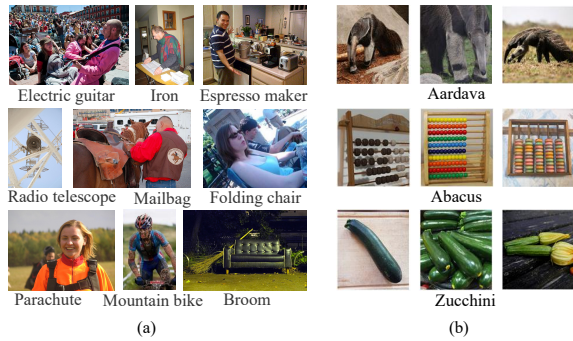 Electric guitar
Iron
Espresso maker
Aardava
Radio telescope
Mailbag
Folding chair
Abacus
Parachute
Mountain bike
Broom
Zucchini
(a)
(b)